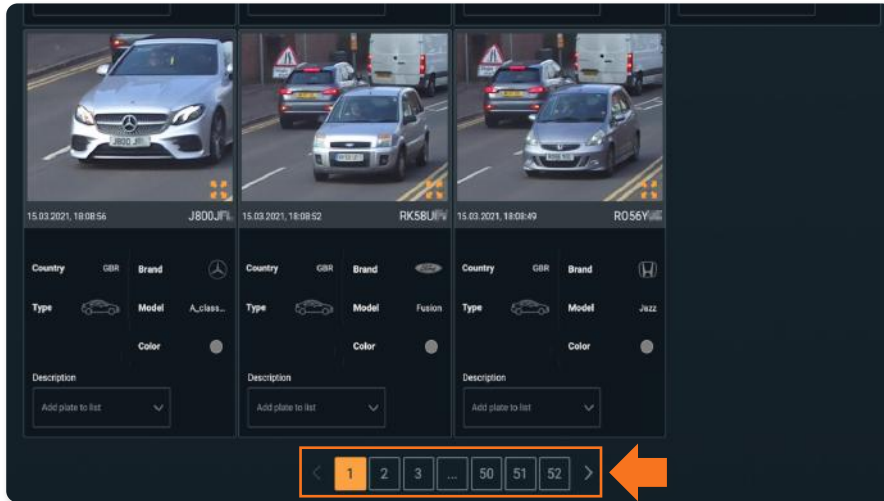 15.03.2021, 18:08:56 J800J
15.03.2021, 18:08:52 RK58U
15.03.2021, 18:08:49 RO56Y
Country GBR Brand
Type Model A_class...
Color
Description
Add plate to list
Country GBR Brand
Type Model Fusion
Color
Description
Add plate to list
Country GBR Brand
Type Model Jazz
Color
Description
Add plate to list
< 1 2 3 ... 50 51 52 >